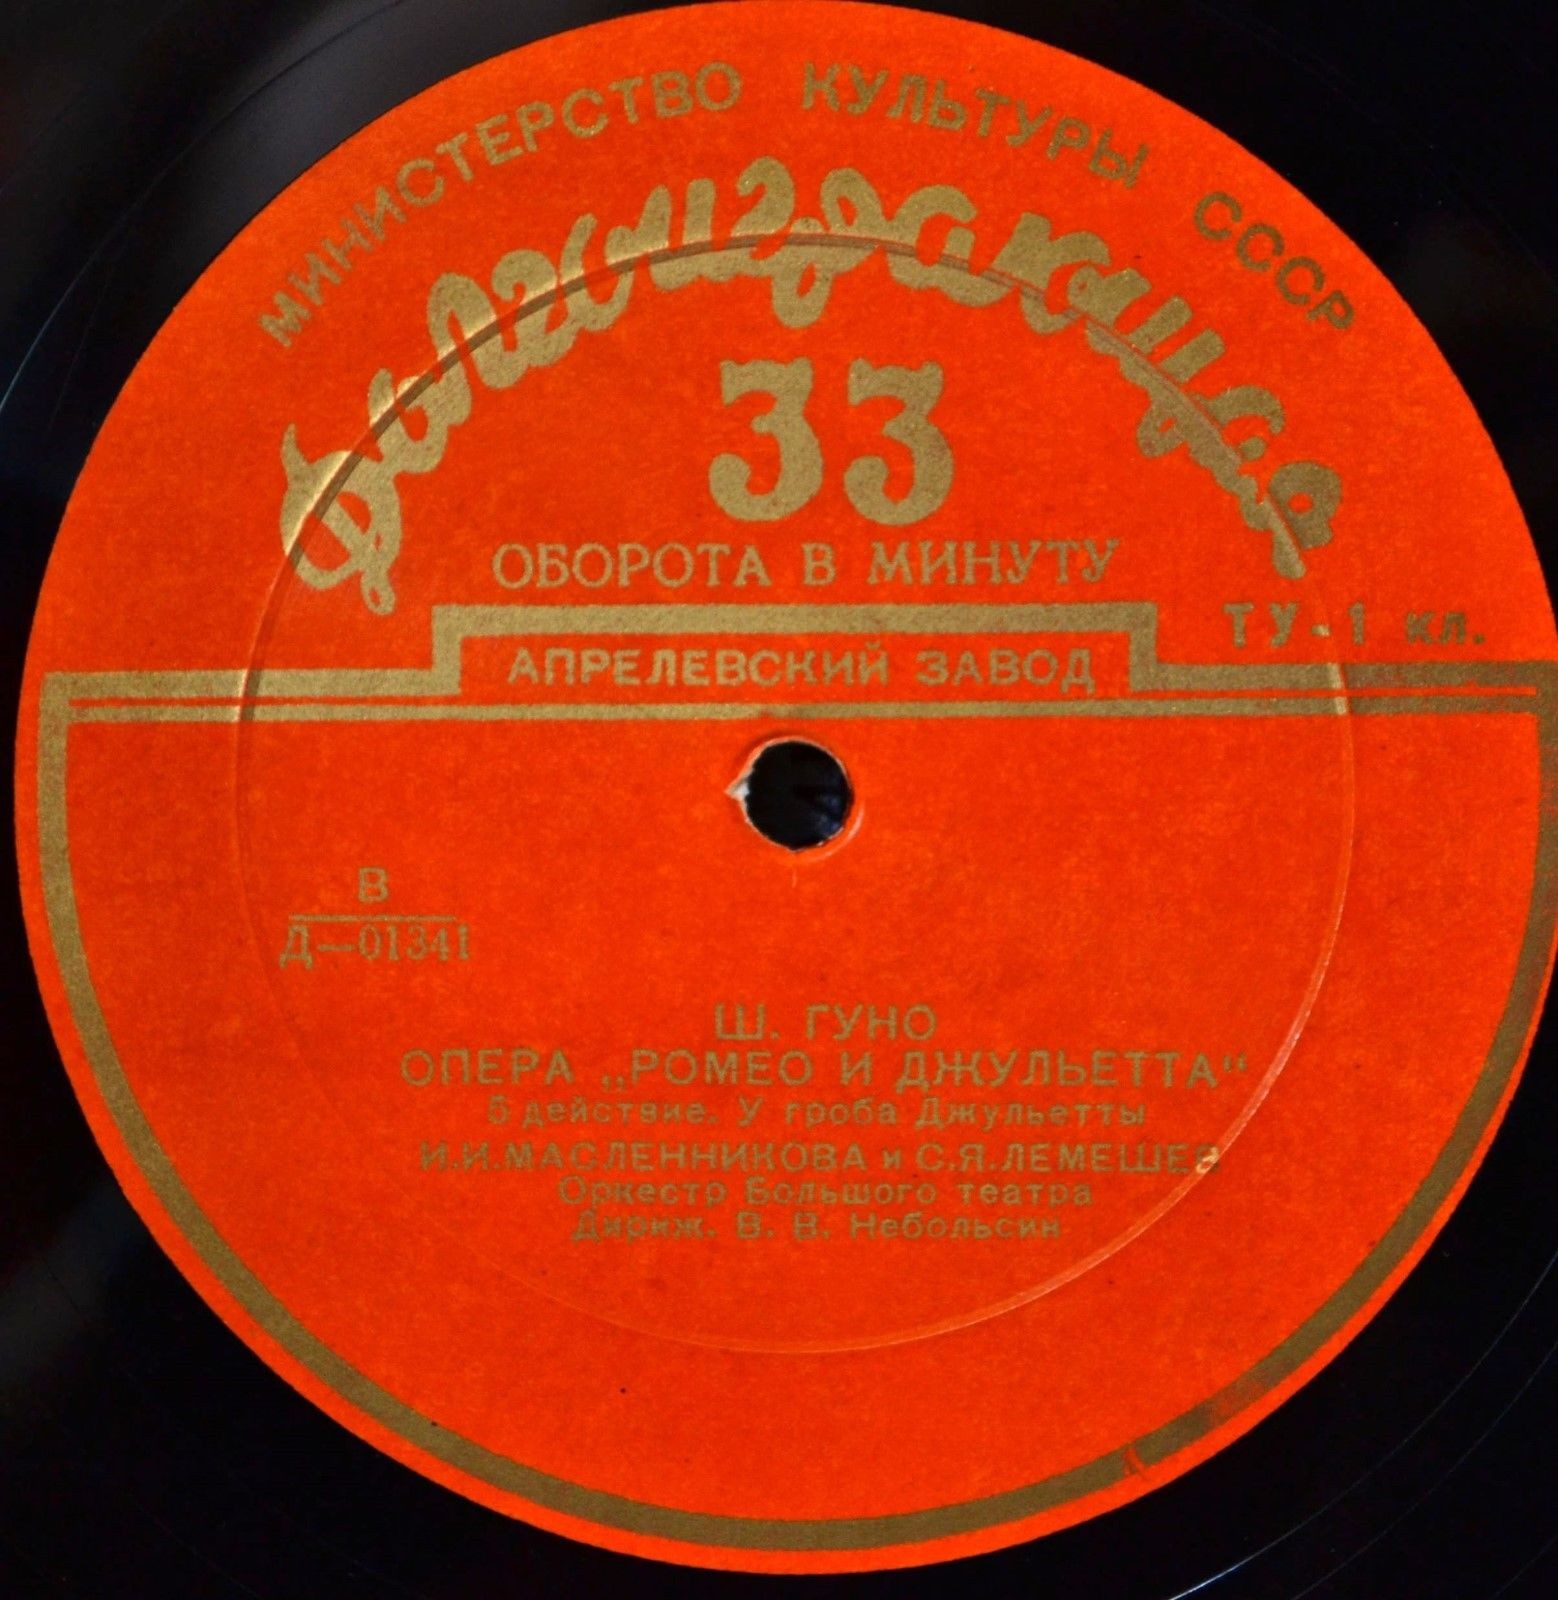 МИНИСТЕРСТВО КУЛЬТУРЫ СССР
Долгоиграющая
33
ОБОРОТА В МИНУТУ
ТУ-1 кл.
АПРЕЛЕВСКИЙ ЗАВОД
В
Д—01341
Ш. ГУНО
ОПЕРА „РОМЕО И ДЖУЛЬЕТТА“
5 действие. У гроба Джульетты
И.И.МАСЛЕННИКОВА и С.Я.ЛЕМЕШЕВ
Оркестр Большого театра
Дириж. В. В. Небольсин